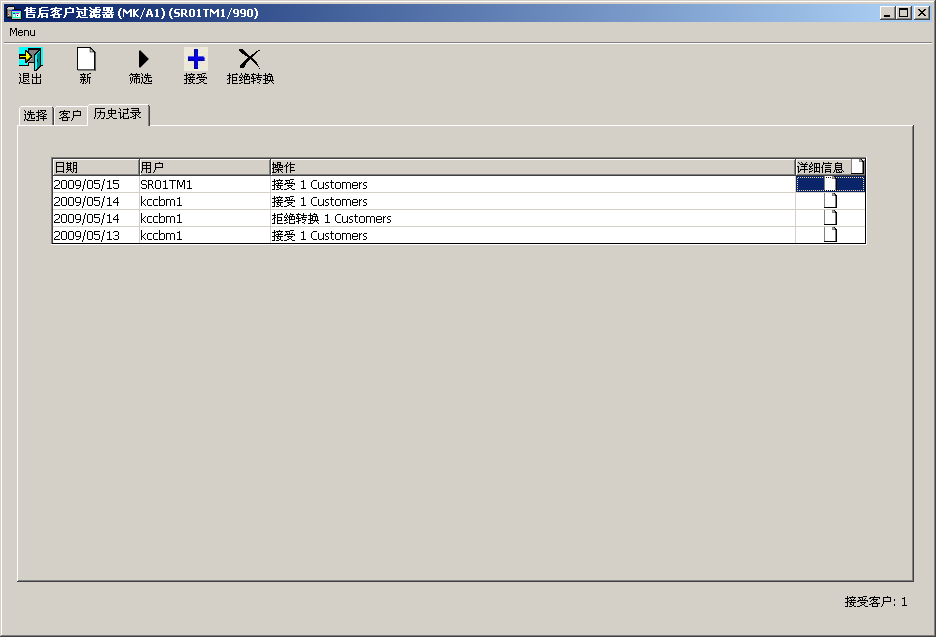 售后客户过滤器 (MK/A1) (SR01TM1/990)
Menu
退出 新 筛选 接受 拒绝转换
选择 客户 历史记录
日期 用户 操作 详细信息
2009/05/15 SR01TM1 接受 1 Customers
2009/05/14 kccbm1 接受 1 Customers
2009/05/14 kccbm1 拒绝转换 1 Customers
2009/05/13 kccbm1 接受 1 Customers
接受客户: 1